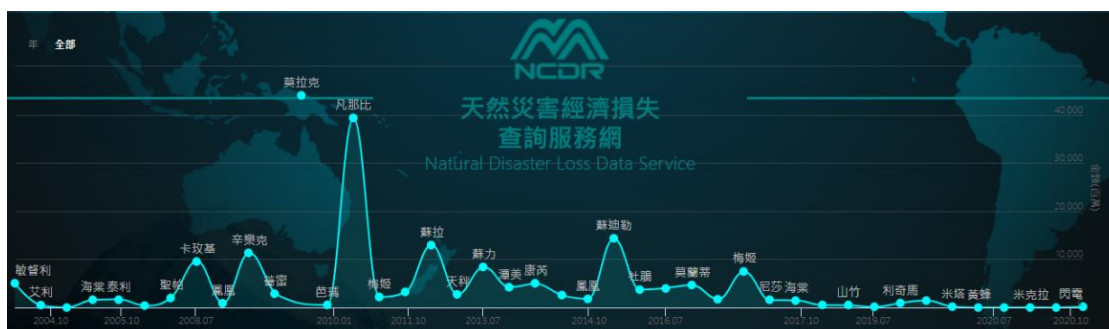 年 全部
NCDR
天然災害經濟損失
查詢服務網
Natural Disaster Loss Data Service
莫拉克
凡那比
40,000
30,000
20,000
10,000
金額(百萬)
敏督利
艾利
海棠
泰利
聖帕
卡玫基
鳳凰
辛樂克
薔蜜
芭瑪
梅姬
蘇拉
天秤
蘇力
潭美
康芮
鳳凰
蘇迪勒
杜鵑
莫蘭蒂
梅姬
尼莎
海棠
山竹
利奇馬
米塔
黃蜂
米克拉
閃電
2004.10
2005.10
2008.07
2010.01
2011.10
2013.07
2014.10
2016.07
2017.10
2019.07
2020.07
2020.10